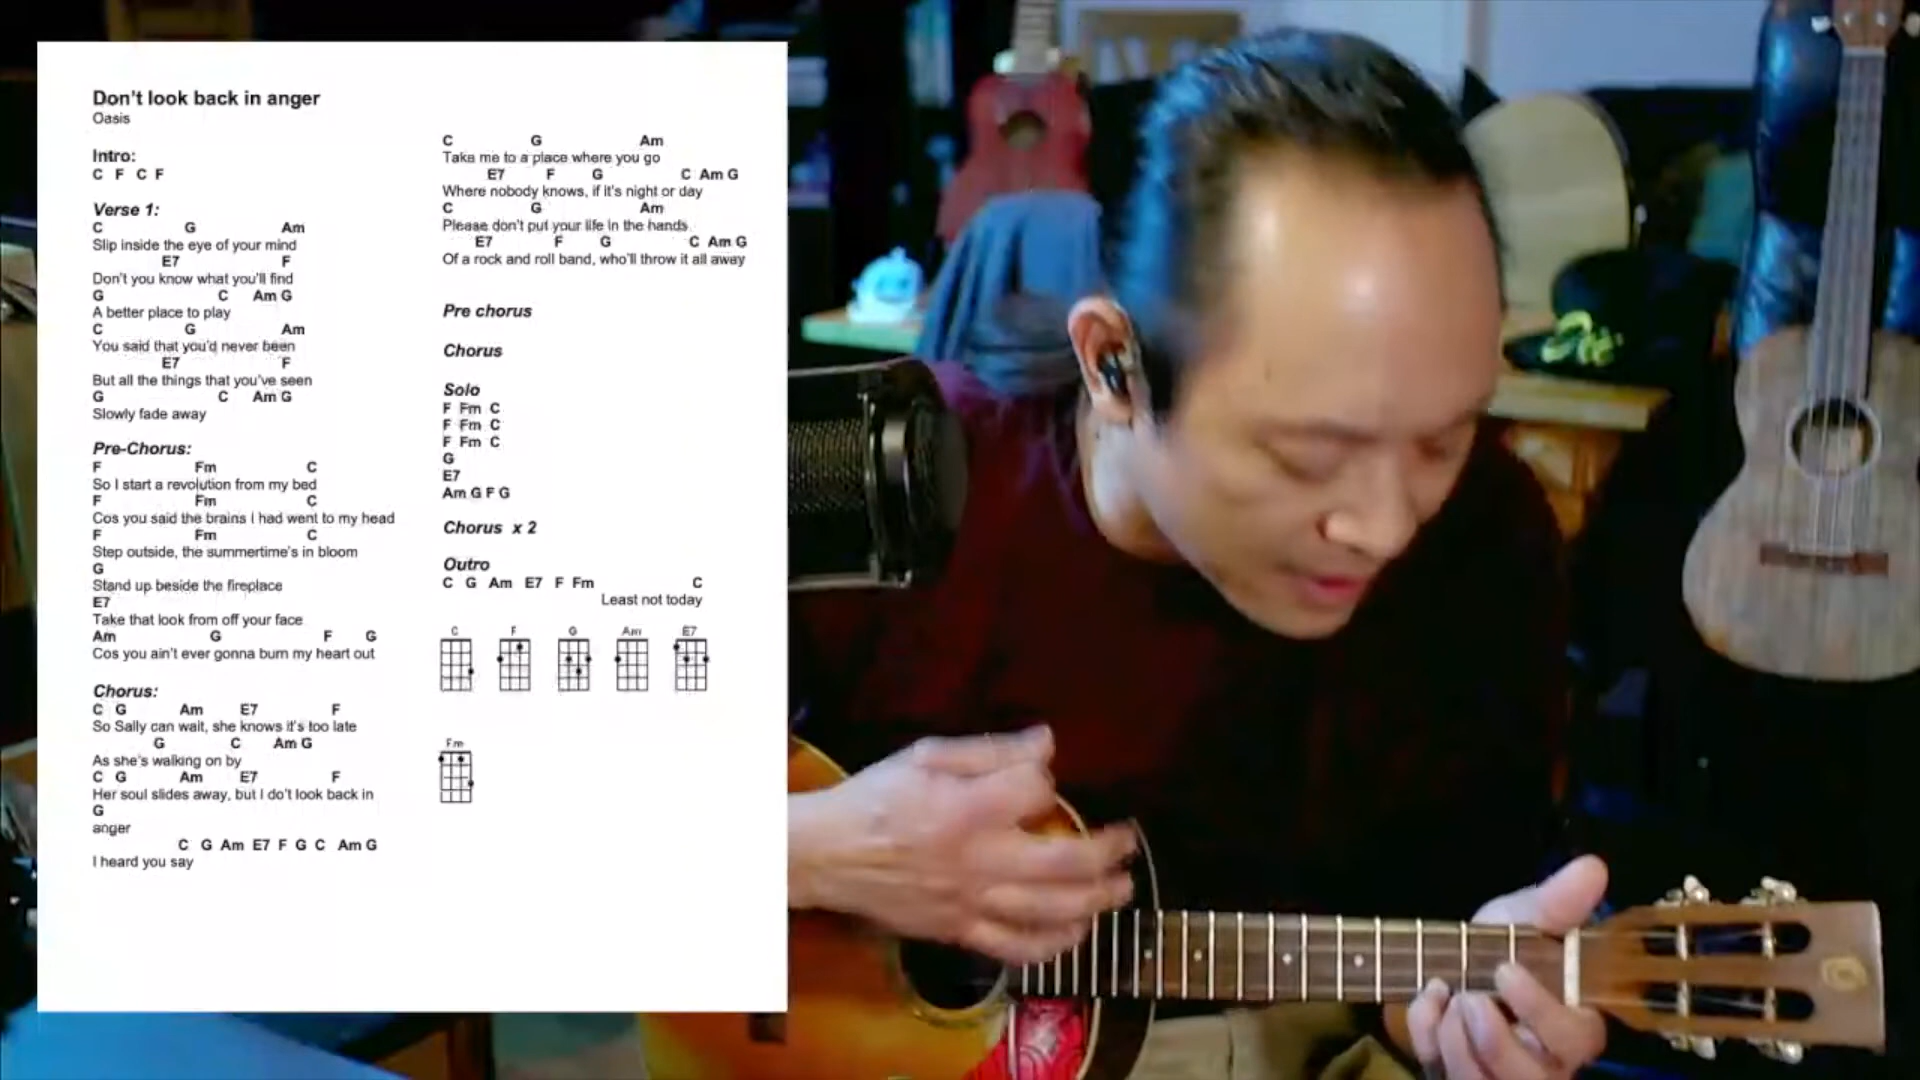 Don't look back in anger
Oasis
Intro:
C F C F
Verse 1:
C G Am
Slip inside the eye of your mind
E7 F
Don't you know what you'll find
G C Am G
A better place to play
C G Am
You said that you'd never been
E7 F
But all the things that you've seen
G C Am G
Slowly fade away
Pre-Chorus:
F Fm C
So I start a revolution from my bed
F Fm C
Cos you said the brains I had went to my head
F Fm C
Step outside, the summertime's in bloom
G
Stand up beside the fireplace
E7
Take that look from off your face
Am G F G
Cos you ain't ever gonna burn my heart out
Chorus:
C G Am E7 F
So Sally can wait, she knows it's too late
G C Am G
As she's walking on by
C G Am E7 F
Her soul slides away, but I do't look back in
G
anger
C G Am E7 F G C Am G
I heard you say
C G Am
Take me to a place where you go
E7 F G C Am G
Where nobody knows, if it's night or day
C G Am
Please don't put your life in the hands
E7 F G C Am G
Of a rock and roll band, who'll throw it all away
Pre chorus
Chorus
Solo
F Fm C
F Fm C
F Fm C
G
E7
Am G F G
Chorus x 2
Outro
C G Am E7 F Fm C
Least not today
C F G Am E7
Fm